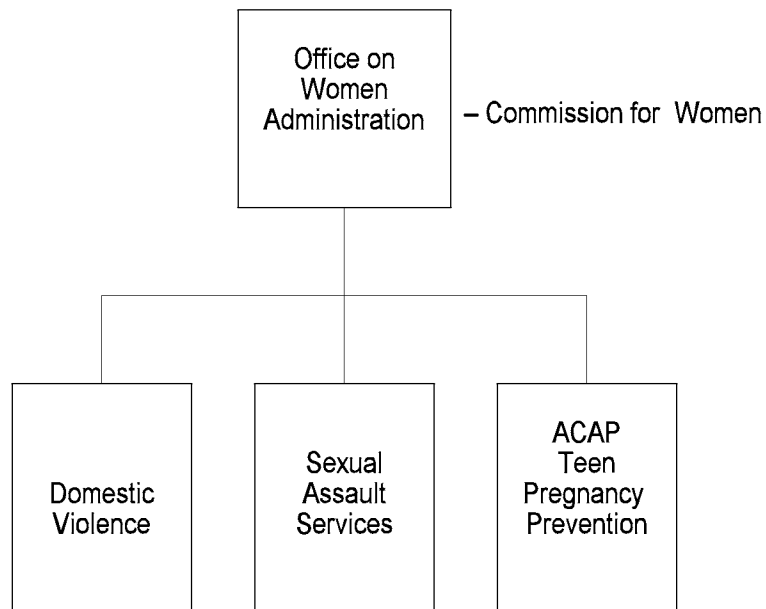 Office on
Women
Administration
– Commission for Women
Domestic
Violence
Sexual
Assault
Services
ACAP
Teen
Pregnancy
Prevention